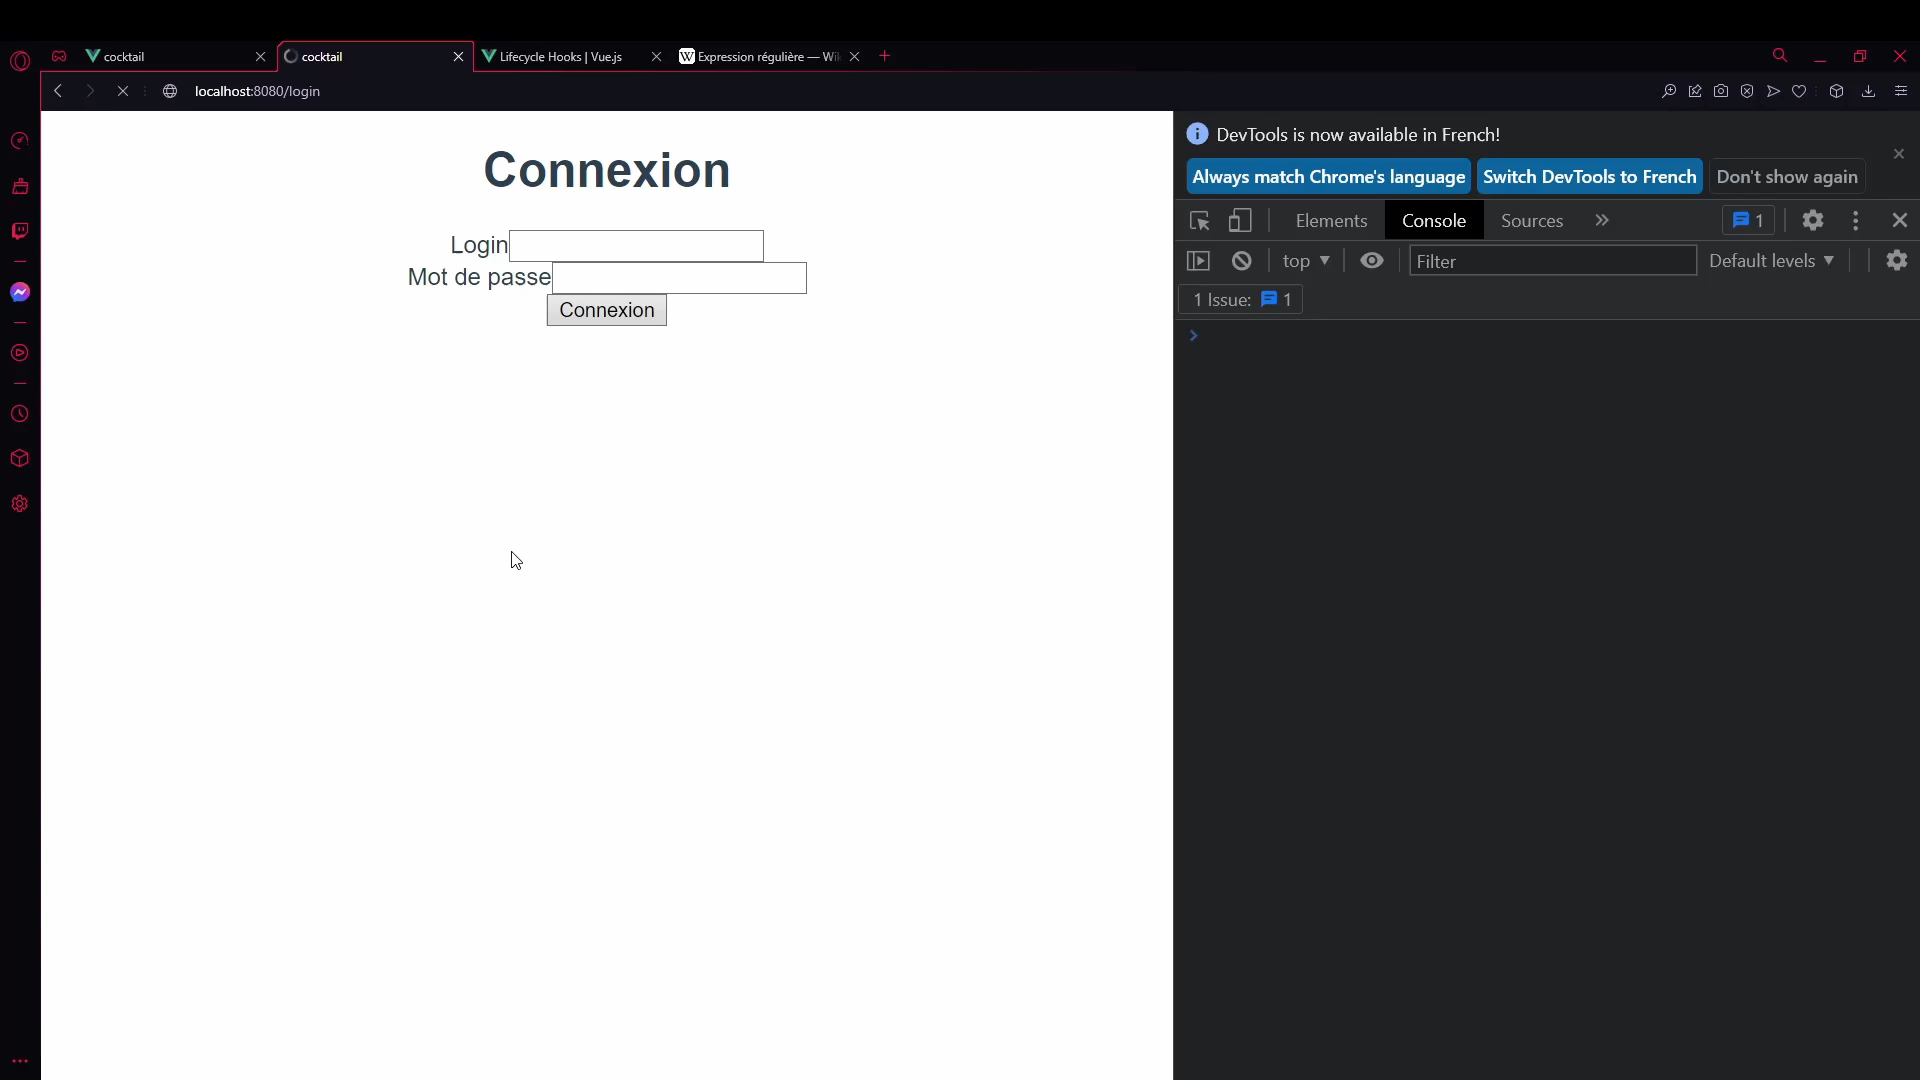 cocktail
cocktail
Lifecycle Hooks | Vue.js
W Expression régulière — Wi
localhost:8080/login
Connexion
Login
Mot de passe
Connexion
DevTools is now available in French!
Always match Chrome's language
Switch DevTools to French
Don't show again
Elements
Console
Sources
1
top
Filter
Default levels
1 Issue: 1